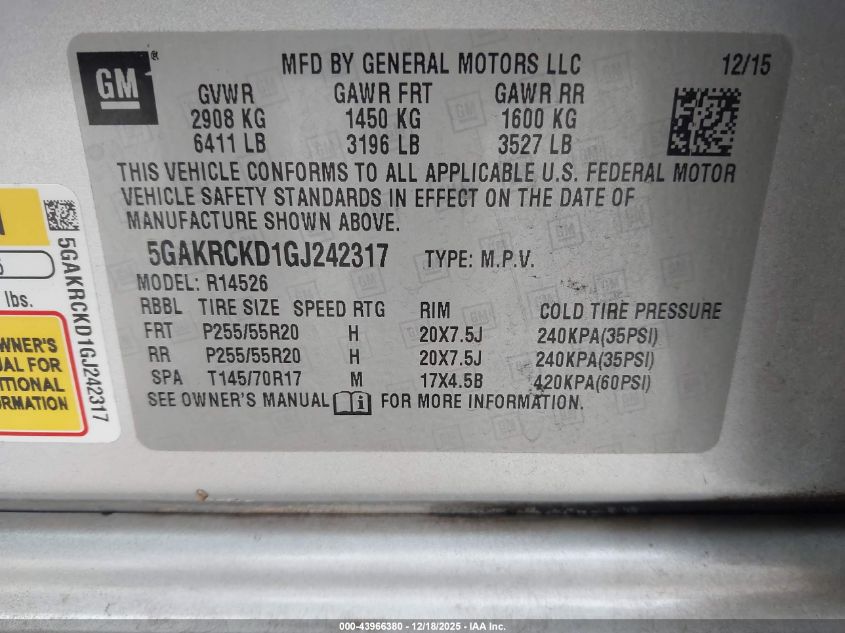 GM
®
MFD BY GENERAL MOTORS LLC 12/15
GVWR GAWR FRT GAWR RR
2908 KG 1450 KG 1600 KG
6411 LB 3196 LB 3527 LB
THIS VEHICLE CONFORMS TO ALL APPLICABLE U.S. FEDERAL MOTOR
VEHICLE SAFETY STANDARDS IN EFFECT ON THE DATE OF
MANUFACTURE SHOWN ABOVE.
5GAKRCKD1GJ242317 TYPE: M.P.V.
MODEL: R14526
RBBL TIRE SIZE SPEED RTG RIM COLD TIRE PRESSURE
FRT P255/55R20 H 20X7.5J 240KPA(35PSI)
RR P255/55R20 H 20X7.5J 240KPA(35PSI)
SPA T145/70R17 M 17X4.5B 420KPA(60PSI)
SEE OWNER'S MANUAL i FOR MORE INFORMATION.
5GAKRCKD1GJ242317
lbs.
WNER'S
UAL FOR
ITIONAL
ORMATION
000-43966380 - 12/18/2025 - IAA Inc.